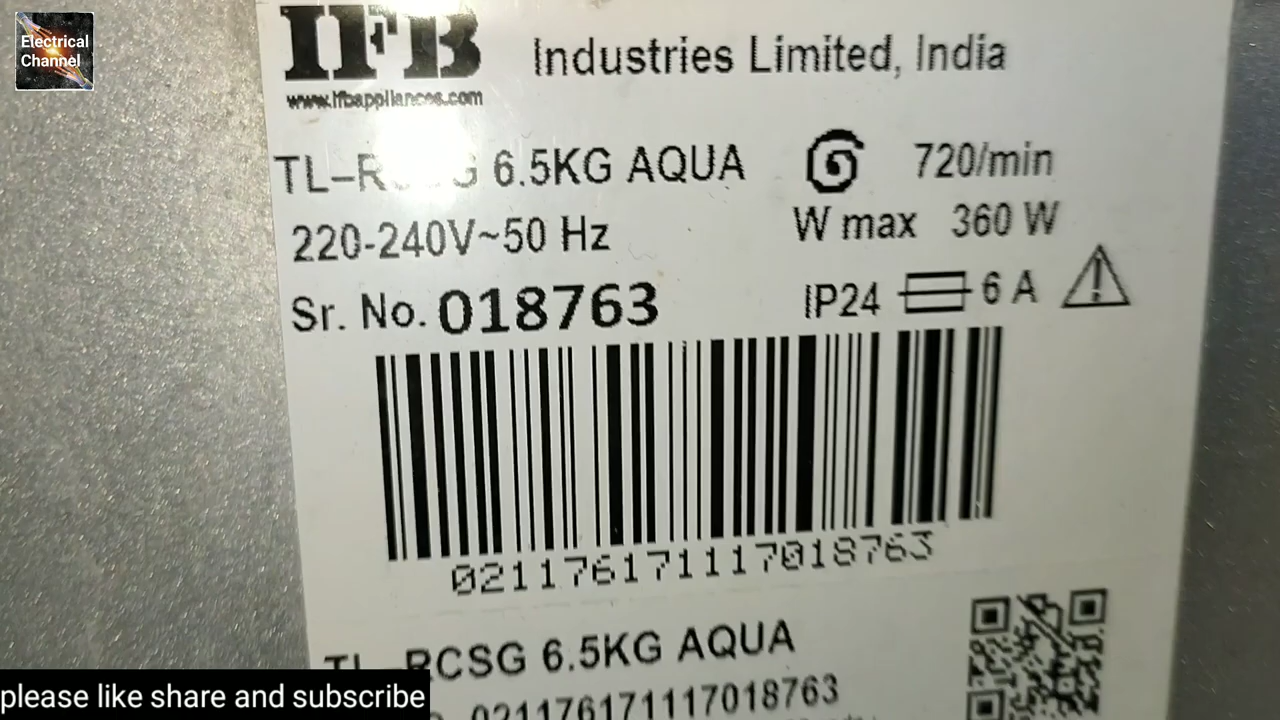 Electrical
Channel
IFB
Industries Limited, India
www.ifbappliances.com
TL-RCSG 6.5KG AQUA
720/min
220-240V~50 Hz
W max 360 W
Sr. No. 018763
IP24
6 A
021176171117018763
TL-RCSG 6.5KG AQUA
021176171117018763
please like share and subscribe